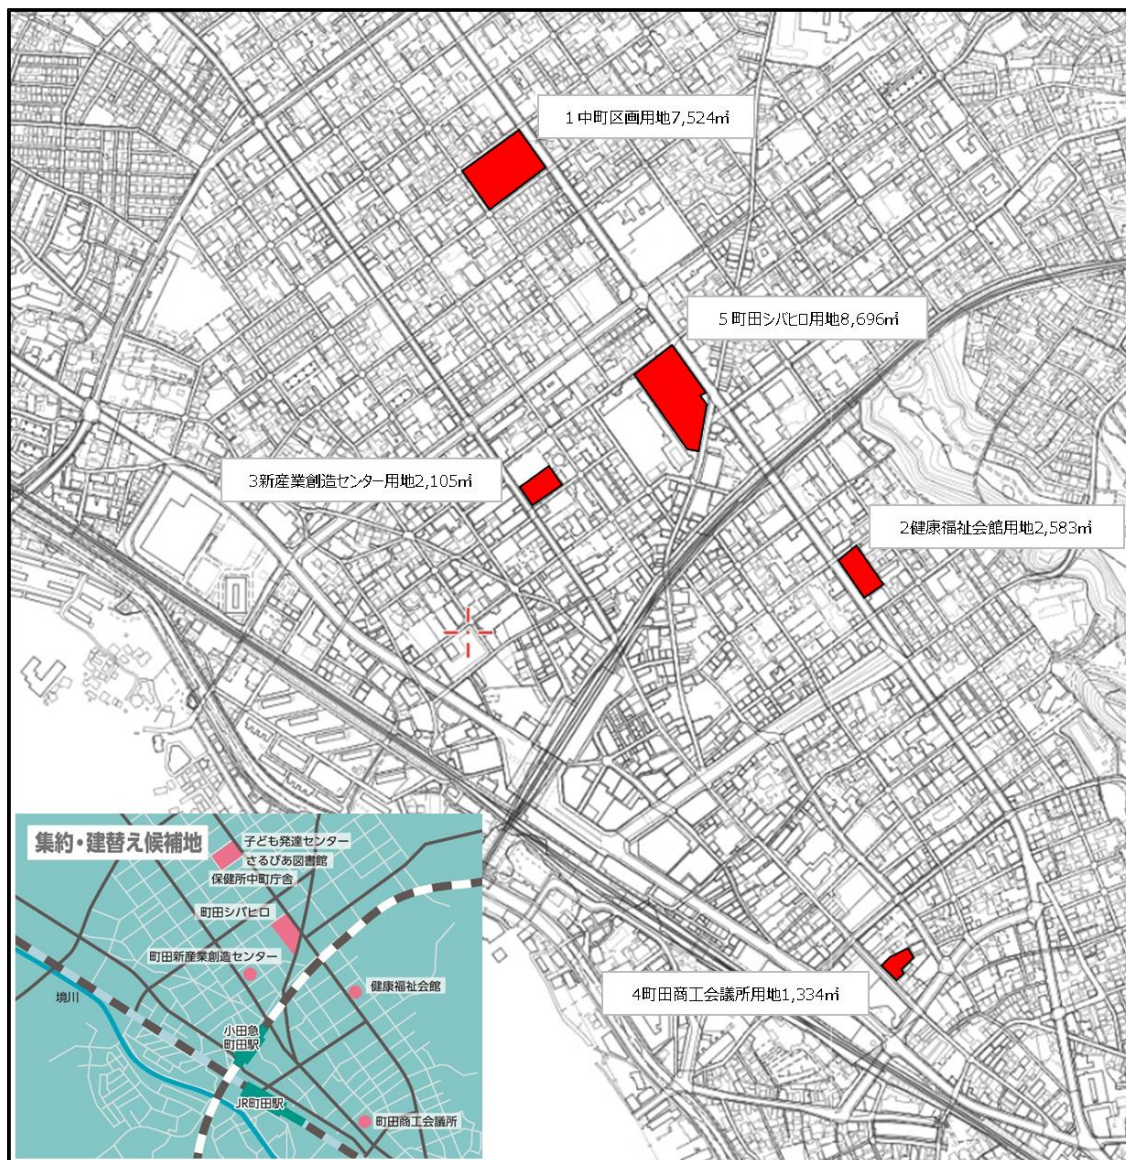 1中町区画用地7,524㎡
5町田シバヒロ用地8,696㎡
3新産業創造センター用地2,105㎡
2健康福祉会館用地2,583㎡
4町田商工会議所用地1,334㎡
集約・建替え候補地
子ども発達センター
さるびあ図書館
保健所中町庁舎
町田シバヒロ
町田新産業創造センター
健康福祉会館
境川
小田急
町田駅
JR町田駅
町田商工会議所